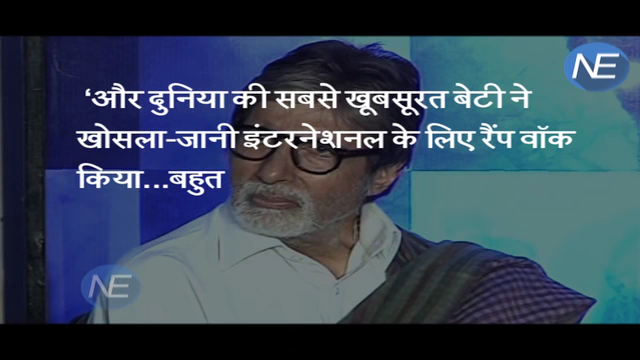 NE
‘और दुनिया की सबसे खूबसूरत बेटी ने
खोसला-जानी इंटरनेशनल के लिए रैंप वॉक
किया...बहुत
NE